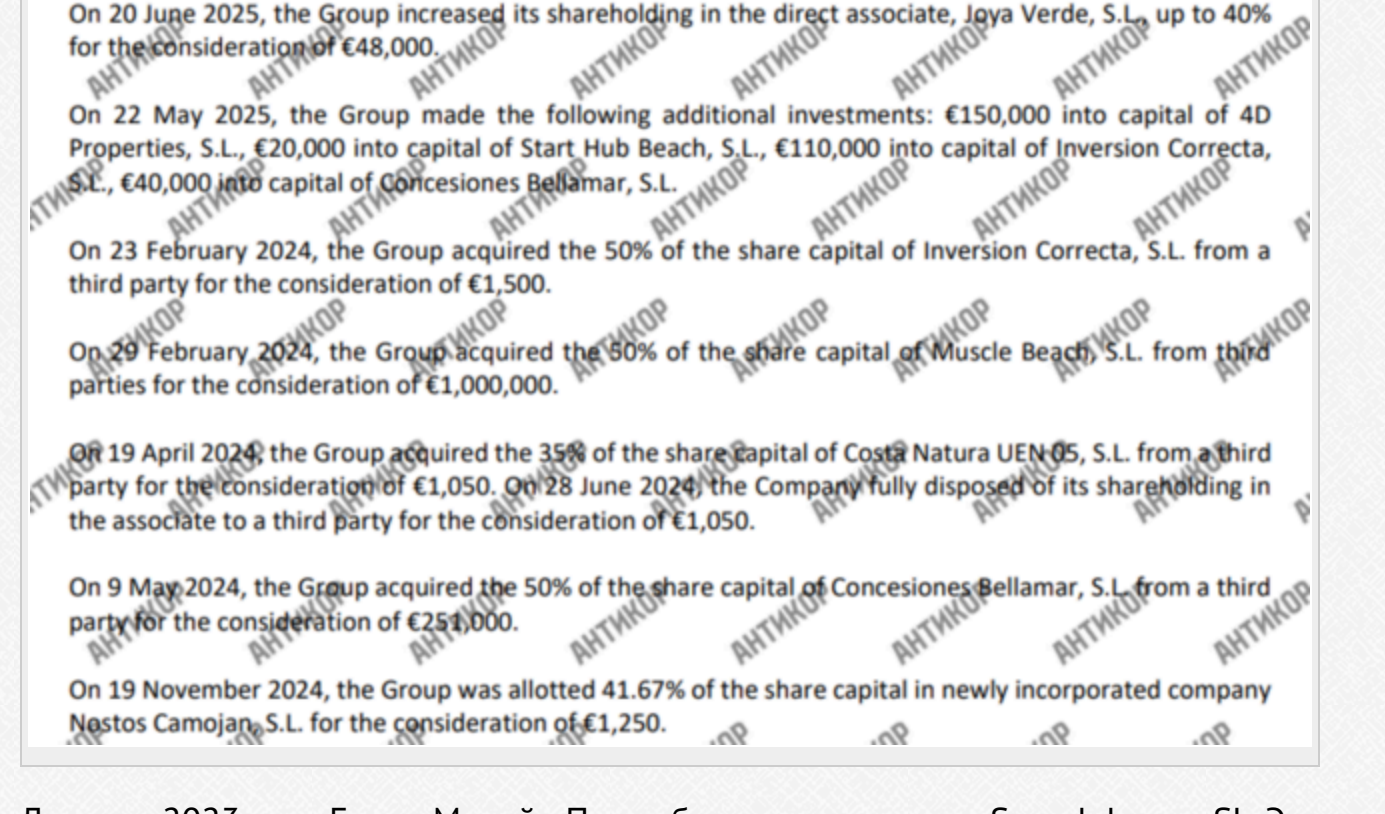 On 20 June 2025, the Group increased its shareholding in the direct associate, Joya Verde, S.L., up to 40%
for the consideration of €48,000.
On 22 May 2025, the Group made the following additional investments: €150,000 into capital of 4D
Properties, S.L., €20,000 into capital of Start Hub Beach, S.L., €110,000 into capital of Inversion Correcta,
S.L., €40,000 into capital of Concesiones Bellamar, S.L.
On 23 February 2024, the Group acquired the 50% of the share capital of Inversion Correcta, S.L. from a
third party for the consideration of €1,500.
On 29 February 2024, the Group acquired the 50% of the share capital of Muscle Beach, S.L. from third
parties for the consideration of €1,000,000.
On 19 April 2024, the Group acquired the 35% of the share capital of Costa Natura UEN 05, S.L. from a third
party for the consideration of €1,050. On 28 June 2024, the Company fully disposed of its shareholding in
the associate to a third party for the consideration of €1,050.
On 9 May 2024, the Group acquired the 50% of the share capital of Concesiones Bellamar, S.L. from a third
party for the consideration of €251,000.
On 19 November 2024, the Group was allotted 41.67% of the share capital in newly incorporated company
Nostos Camojan, S.L. for the consideration of €1,250.
АНТИКОР